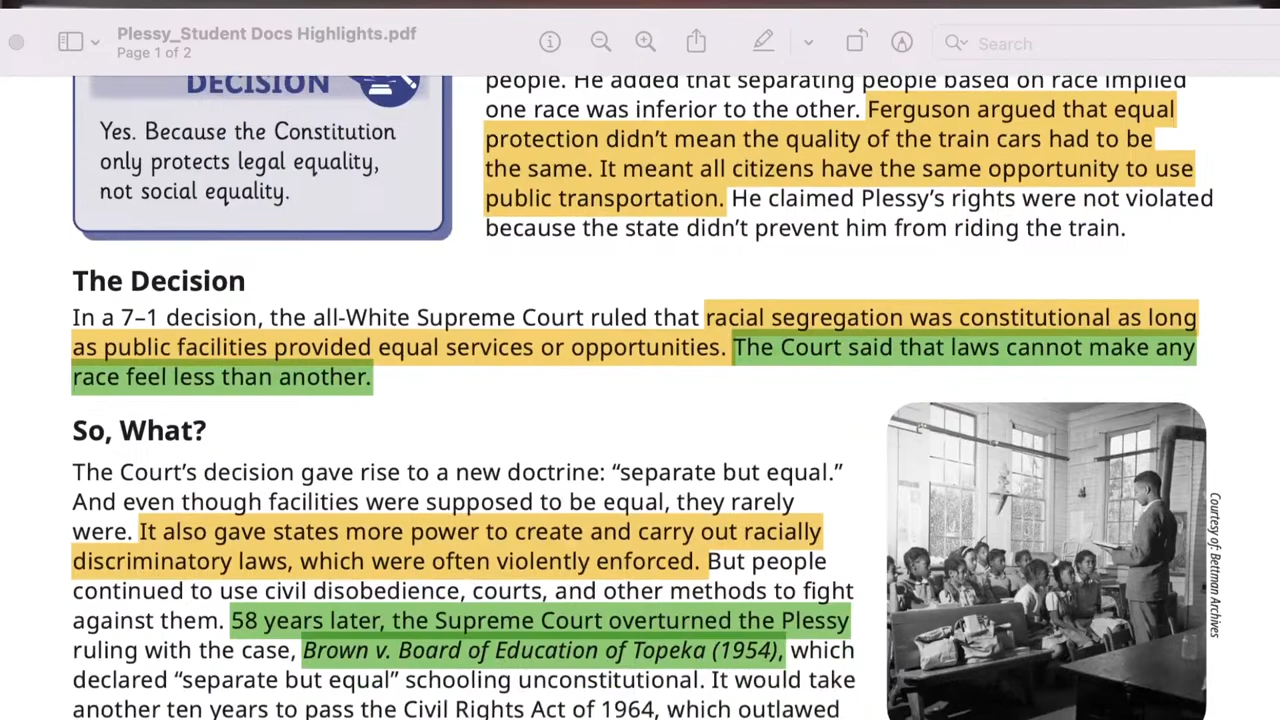 Plessy_Student Docs Highlights.pdf
Page 1 of 2
Search
DECISION
Yes. Because the Constitution
only protects legal equality,
not social equality.
people. He added that separating people based on race implied
one race was inferior to the other. Ferguson argued that equal
protection didn’t mean the quality of the train cars had to be
the same. It meant all citizens have the same opportunity to use
public transportation. He claimed Plessy’s rights were not violated
because the state didn’t prevent him from riding the train.
The Decision
In a 7–1 decision, the all-White Supreme Court ruled that racial segregation was constitutional as long
as public facilities provided equal services or opportunities. The Court said that laws cannot make any
race feel less than another.
So, What?
The Court’s decision gave rise to a new doctrine: “separate but equal.”
And even though facilities were supposed to be equal, they rarely
were. It also gave states more power to create and carry out racially
discriminatory laws, which were often violently enforced. But people
continued to use civil disobedience, courts, and other methods to fight
against them. 58 years later, the Supreme Court overturned the Plessy
ruling with the case, Brown v. Board of Education of Topeka (1954), which
declared “separate but equal” schooling unconstitutional. It would take
another ten years to pass the Civil Rights Act of 1964, which outlawed
Courtesy of: Bettman Archives